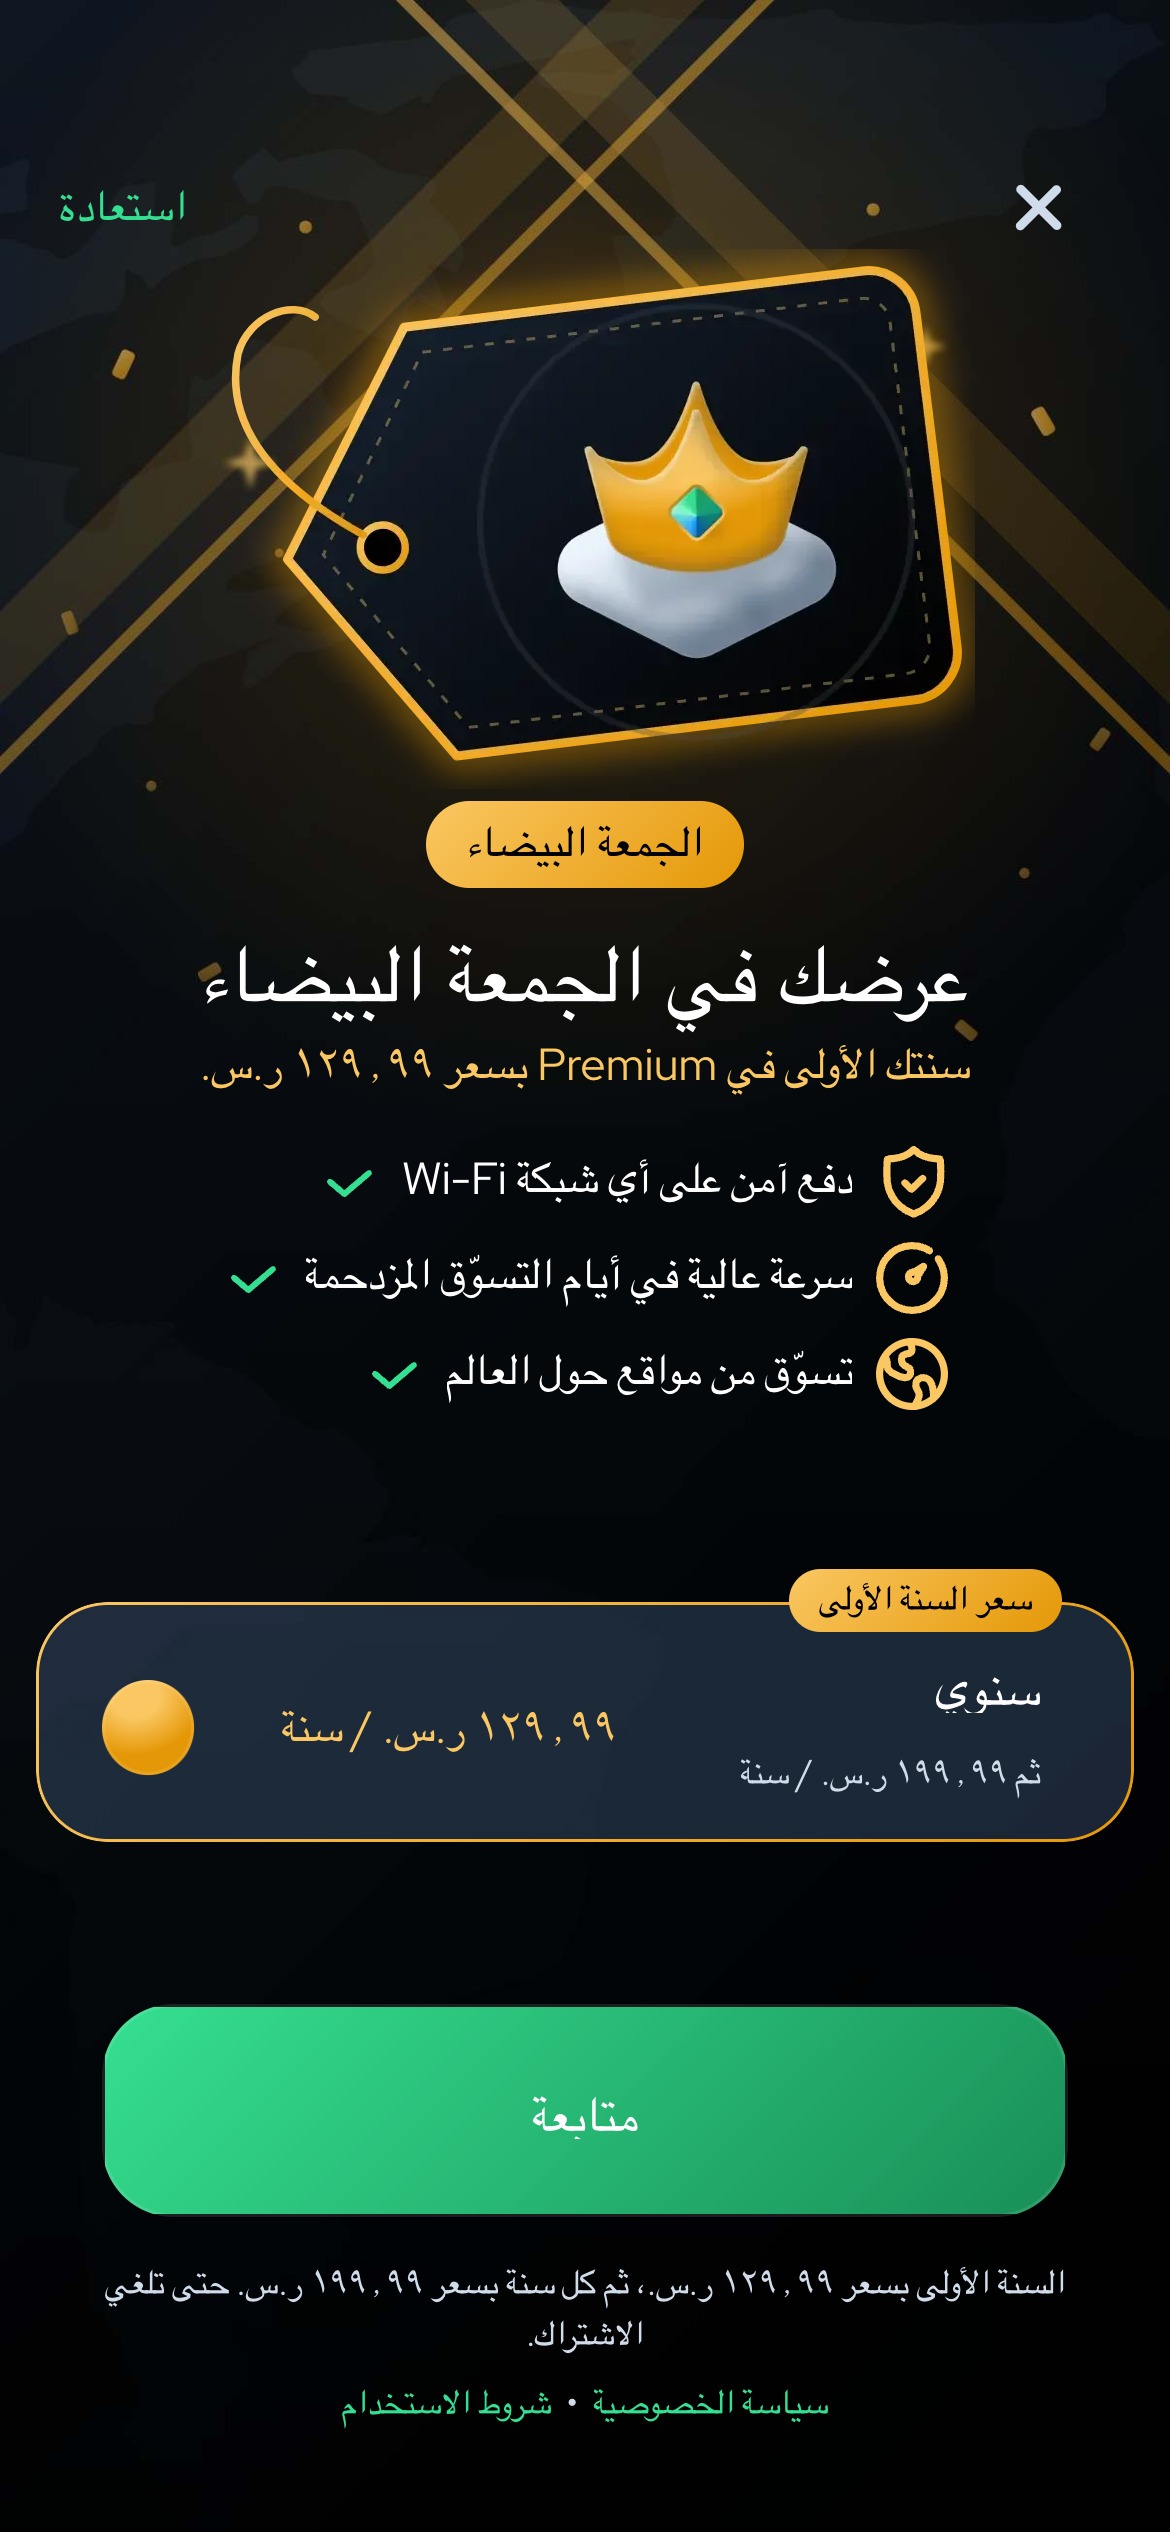 استعادة
الجمعة البيضاء
عرضك في الجمعة البيضاء
سنتك الأولى في Premium بسعر ١٢٩٫٩٩ ر.س.
دفع آمن على أي شبكة Wi-Fi
سرعة عالية في أيام التسوّق المزدحمة
تسوّق من مواقع حول العالم
سعر السنة الأولى
سنوي
١٢٩٫٩٩ ر.س. / سنة
ثم ١٩٩٫٩٩ ر.س. / سنة
متابعة
السنة الأولى بسعر ١٢٩٫٩٩ ر.س.، ثم كل سنة بسعر ١٩٩٫٩٩ ر.س. حتى تلغي
الاشتراك.
سياسة الخصوصية • شروط الاستخدام